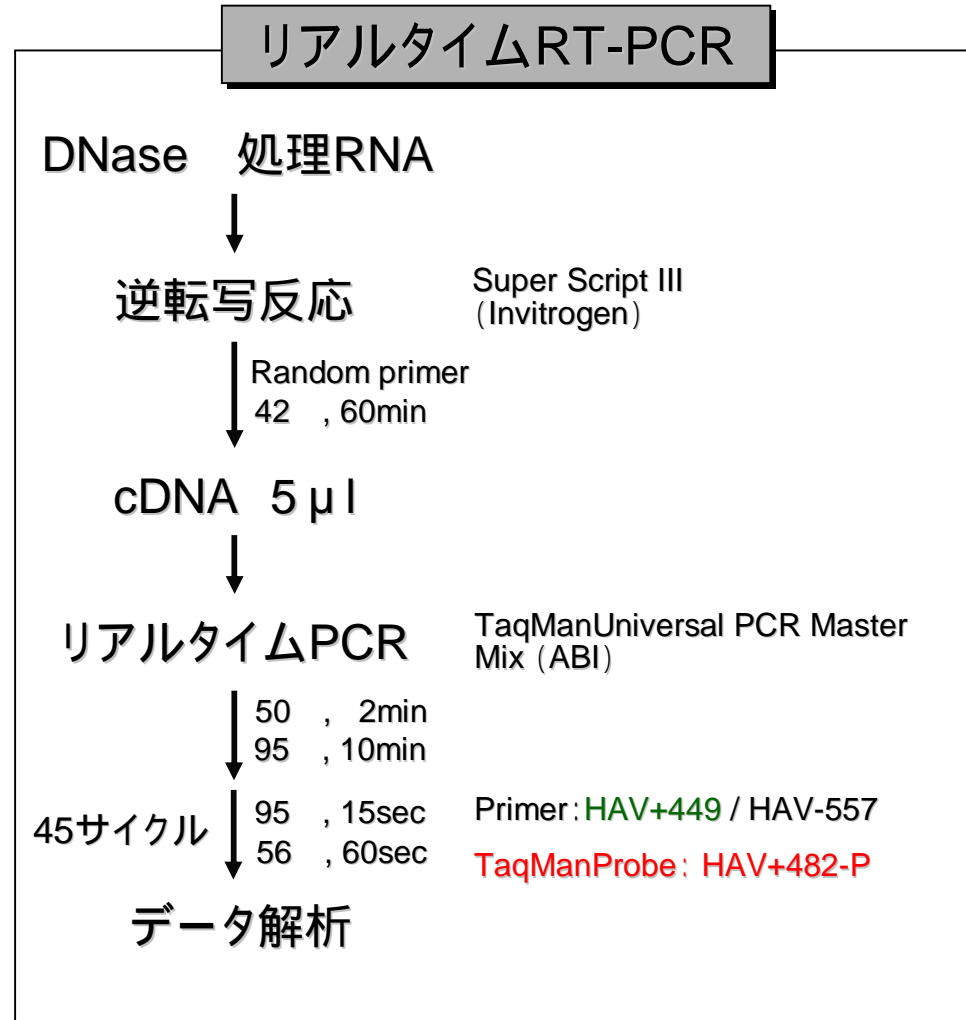 リアルタイムRT-PCR
DNase　処理RNA
逆転写反応
Super Script III
（Invitrogen）
Random primer
42　, 60min
cDNA 5μl
リアルタイムPCR
TaqManUniversal PCR Master
Mix（ABI）
50　,　2min
95　, 10min
45サイクル
95　, 15sec
56　, 60sec
Primer：HAV+449 / HAV-557
TaqManProbe： HAV+482-P
データ解析